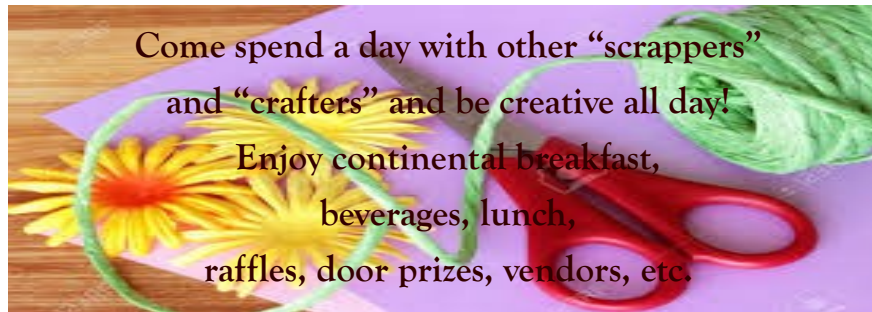 Come spend a day with other “scrappers”
and “crafters” and be creative all day!
Enjoy continental breakfast,
beverages, lunch,
raffles, door prizes, vendors, etc.